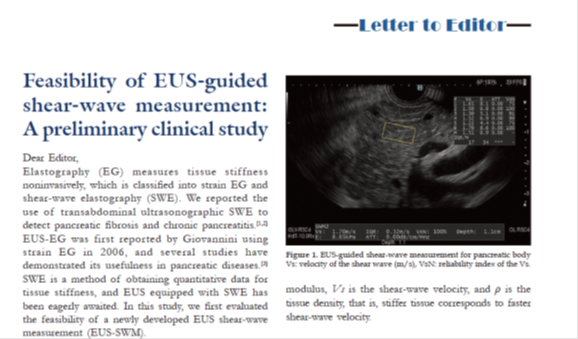 Letter to Editor
Feasibility of EUS-guided
shear-wave measurement:
A preliminary clinical study
Dear Editor,
Elastography (EG) measures tissue stiffness
noninvasively, which is classified into strain EG and
shear-wave elastography (SWE). We reported the
use of transabdominal ultrasonographic SWE to
detect pancreatic fibrosis and chronic pancreatitis.[1,2]
EUS-EG was first reported by Giovannini using
strain EG in 2006, and several studies have
demonstrated its usefulness in pancreatic diseases.[3]
SWE is a method of obtaining quantitative data for
tissue stiffness, and EUS equipped with SWE has
been eagerly awaited. In this study, we first evaluated
the feasibility of a newly developed EUS shear-wave
measurement (EUS-SWM).
Depth: 1.1cm
Figure 1. EUS-guided shear-wave measurement for pancreatic body
Vs: velocity of the shear wave (m/s), VsN: reliability index of the Vs.
modulus, Vs is the shear-wave velocity, and ρ is the
tissue density, that is, stiffer tissue corresponds to faster
shear-wave velocity.